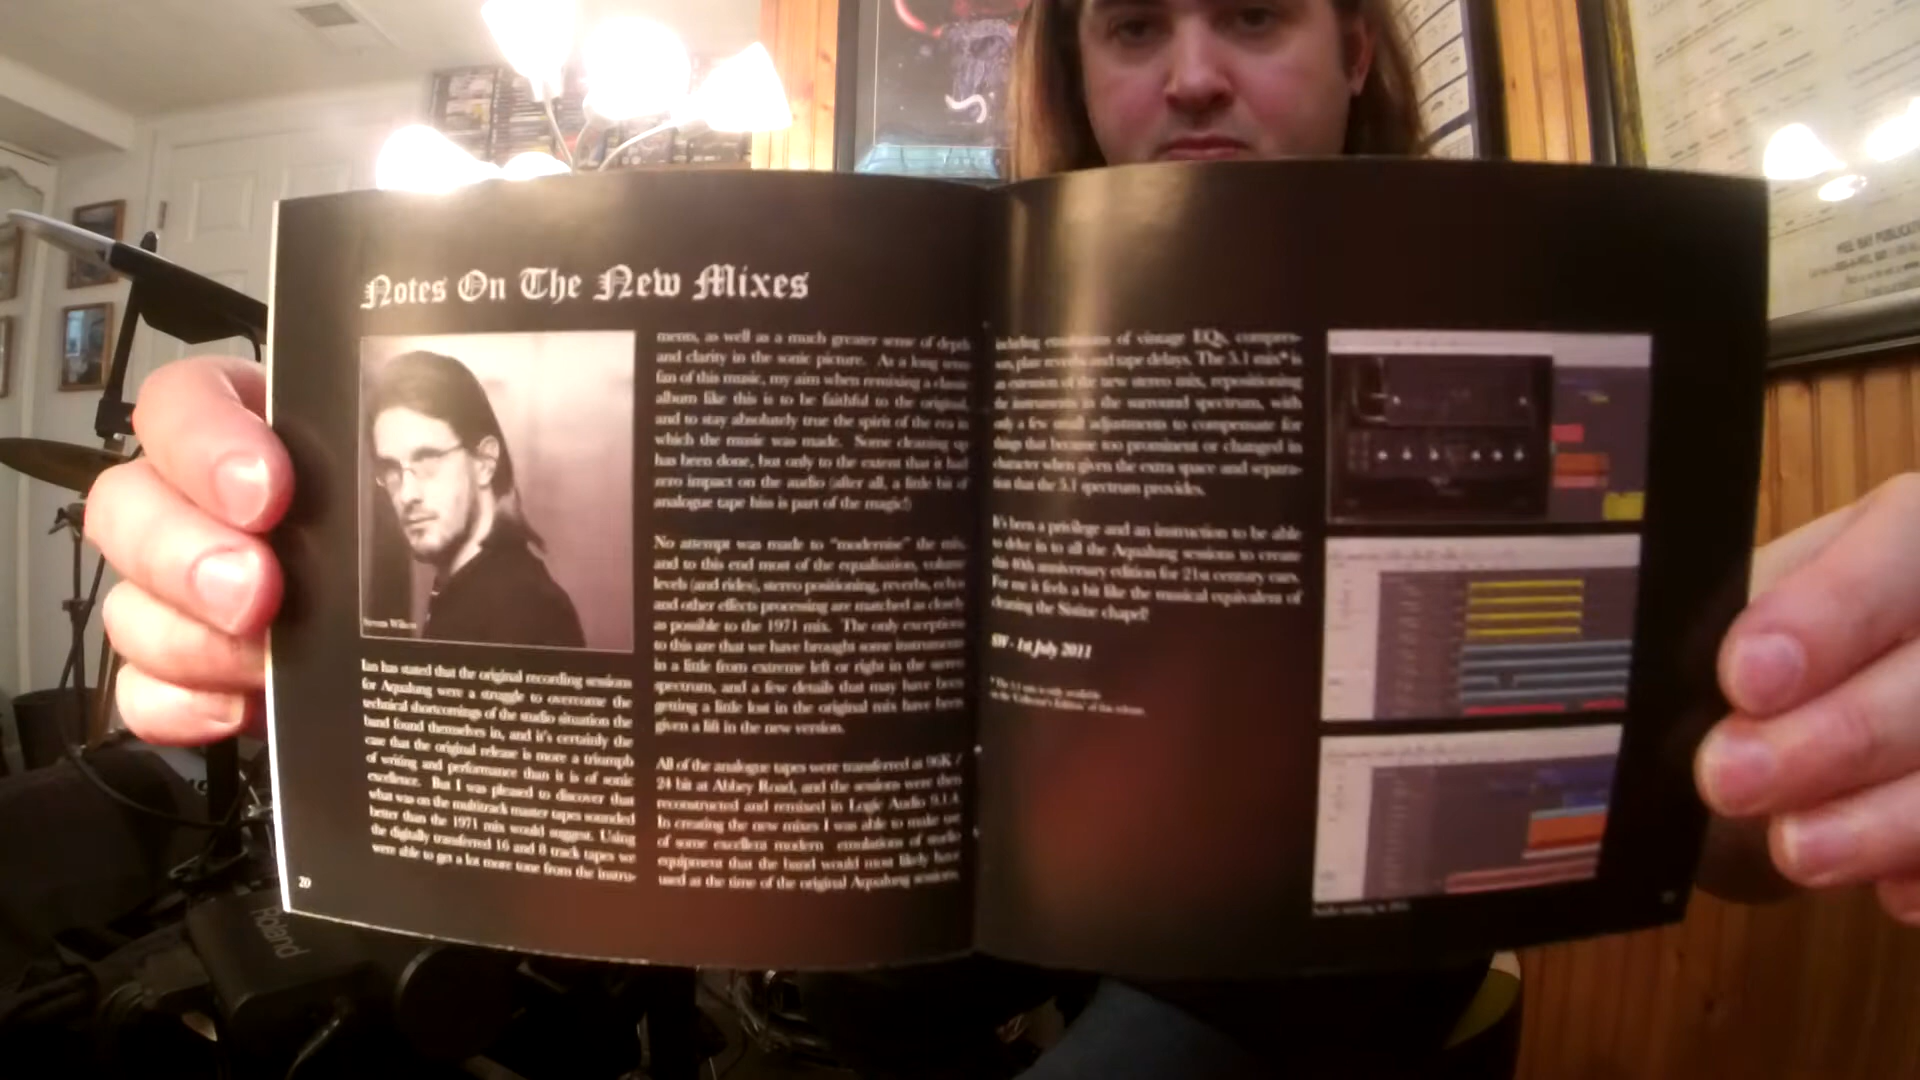 Notes On The New Mixes
Steven Wilson
Ian has stated that the original recording sessions
for Aqualung were a struggle to overcome the
technical shortcomings of the studio situation the
band found themselves in, and it's certainly the
case that the original release is more a triumph
of writing and performance than it is of sonic
excellence. But I was pleased to discover that
what was on the multitrack master tapes sounded
better than the 1971 mix would suggest. Using
the digitally transferred 16 and 8 track tapes we
were able to get a lot more tone from the instru-
20
ments, as well as a much greater sense of depth
and clarity in the sonic picture. As a long term
fan of this music, my aim when remixing a classic
album like this is to be faithful to the original,
and to stay absolutely true the spirit of the era in
which the music was made. Some cleaning up
has been done, but only to the extent that it had
zero impact on the audio (after all, a little bit of
analogue tape hiss is part of the magic!)
No attempt was made to "modernise" the mix,
and to this end most of the equalisation, volume
levels (and rides), stereo positioning, reverbs, echos
and other effects processing are matched as closely
as possible to the 1971 mix. The only exceptions
to this are that we have brought some instruments
in a little from extreme left or right in the stereo
spectrum, and a few details that may have been
getting a little lost in the original mix have been
given a lift in the new version.
All of the analogue tapes were transferred at 96K /
24 bit at Abbey Road, and the sessions were then
reconstructed and remixed in Logic Audio 9.1.4.
In creating the new mixes I was able to make use
of some excellent modern emulations of studio
equipment that the band would most likely have
used at the time of the original Aqualung sessions,
including emulations of vintage EQs, compres-
sors, plate reverbs and tape delays. The 5.1 mix* is
an extension of the new stereo mix, repositioning
the instruments in the surround spectrum, with
only a few small adjustments to compensate for
things that become too prominent or changed in
character when given the extra space and separa-
tion that the 5.1 spectrum provides.
It's been a privilege and an instruction to be able
to delve in to all the Aqualung sessions to create
this 40th anniversary edition for 21st century ears.
For me it feels a bit like the musical equivalent of
cleaning the Sistine chapel!
SW - 1st July 2011
* The 5.1 mix is only available
on the 'Collector's Edition' of this release.
Roland
MEL BAY PUBLICATIONS